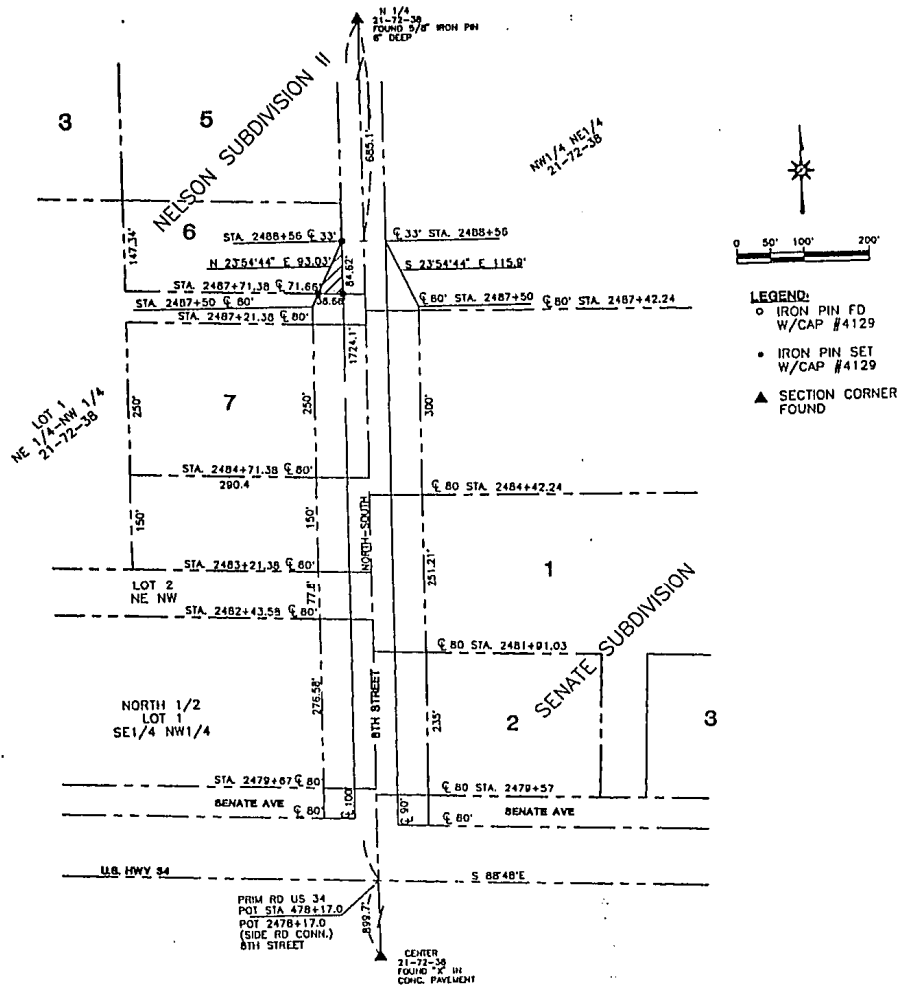 N 1/4
21-72-38
FOUND 5/8" IRON PIN
6" DEEP
NELSON SUBDIVISION II
3
5
685.1'
NW1/4 NE1/4
21-72-38
6
147.34'
STA. 2488+56 ℄ 33'
℄ 33' STA. 2488+56
N 23°54'44" E 93.03'
84.62'
S 23°54'44" E 115.9'
STA. 2487+71.38 ℄ 71.66'
38.66'
STA. 2487+50 ℄ 80'
℄ 80' STA. 2487+50
℄ 80' STA. 2487+42.24
STA. 2487+21.38 ℄ 80'
1724.1'
0 50' 100' 200'
LEGEND:
IRON PIN FD
W/CAP #4129
IRON PIN SET
W/CAP #4129
SECTION CORNER
FOUND
LOT 1
NE 1/4-NW 1/4
21-72-38
250'
7
250'
300'
STA. 2484+71.38 ℄ 80'
290.4
℄ 80 STA. 2484+42.24
150'
150'
NORTH-SOUTH
251.21'
1
STA. 2483+21.38 ℄ 80'
LOT 2
NE NW
77.8'
STA. 2482+43.58 ℄ 80'
SENATE SUBDIVISION
℄ 80 STA. 2481+91.03
NORTH 1/2
LOT 1
SE1/4 NW1/4
276.58'
8TH STREET
235'
2
3
STA. 2479+67 ℄ 80'
℄ 80 STA. 2479+57
SENATE AVE
℄ 80'
℄ 100'
℄ 90'
℄ 80'
SENATE AVE
U.S. HWY 34
S 88°48'E
PRIM RD US 34
POT STA 478+17.0
POT 2478+17.0
(SIDE RD CONN.)
8TH STREET
899.7'
CENTER
21-72-38
FOUND "X" IN
CONC. PAVEMENT